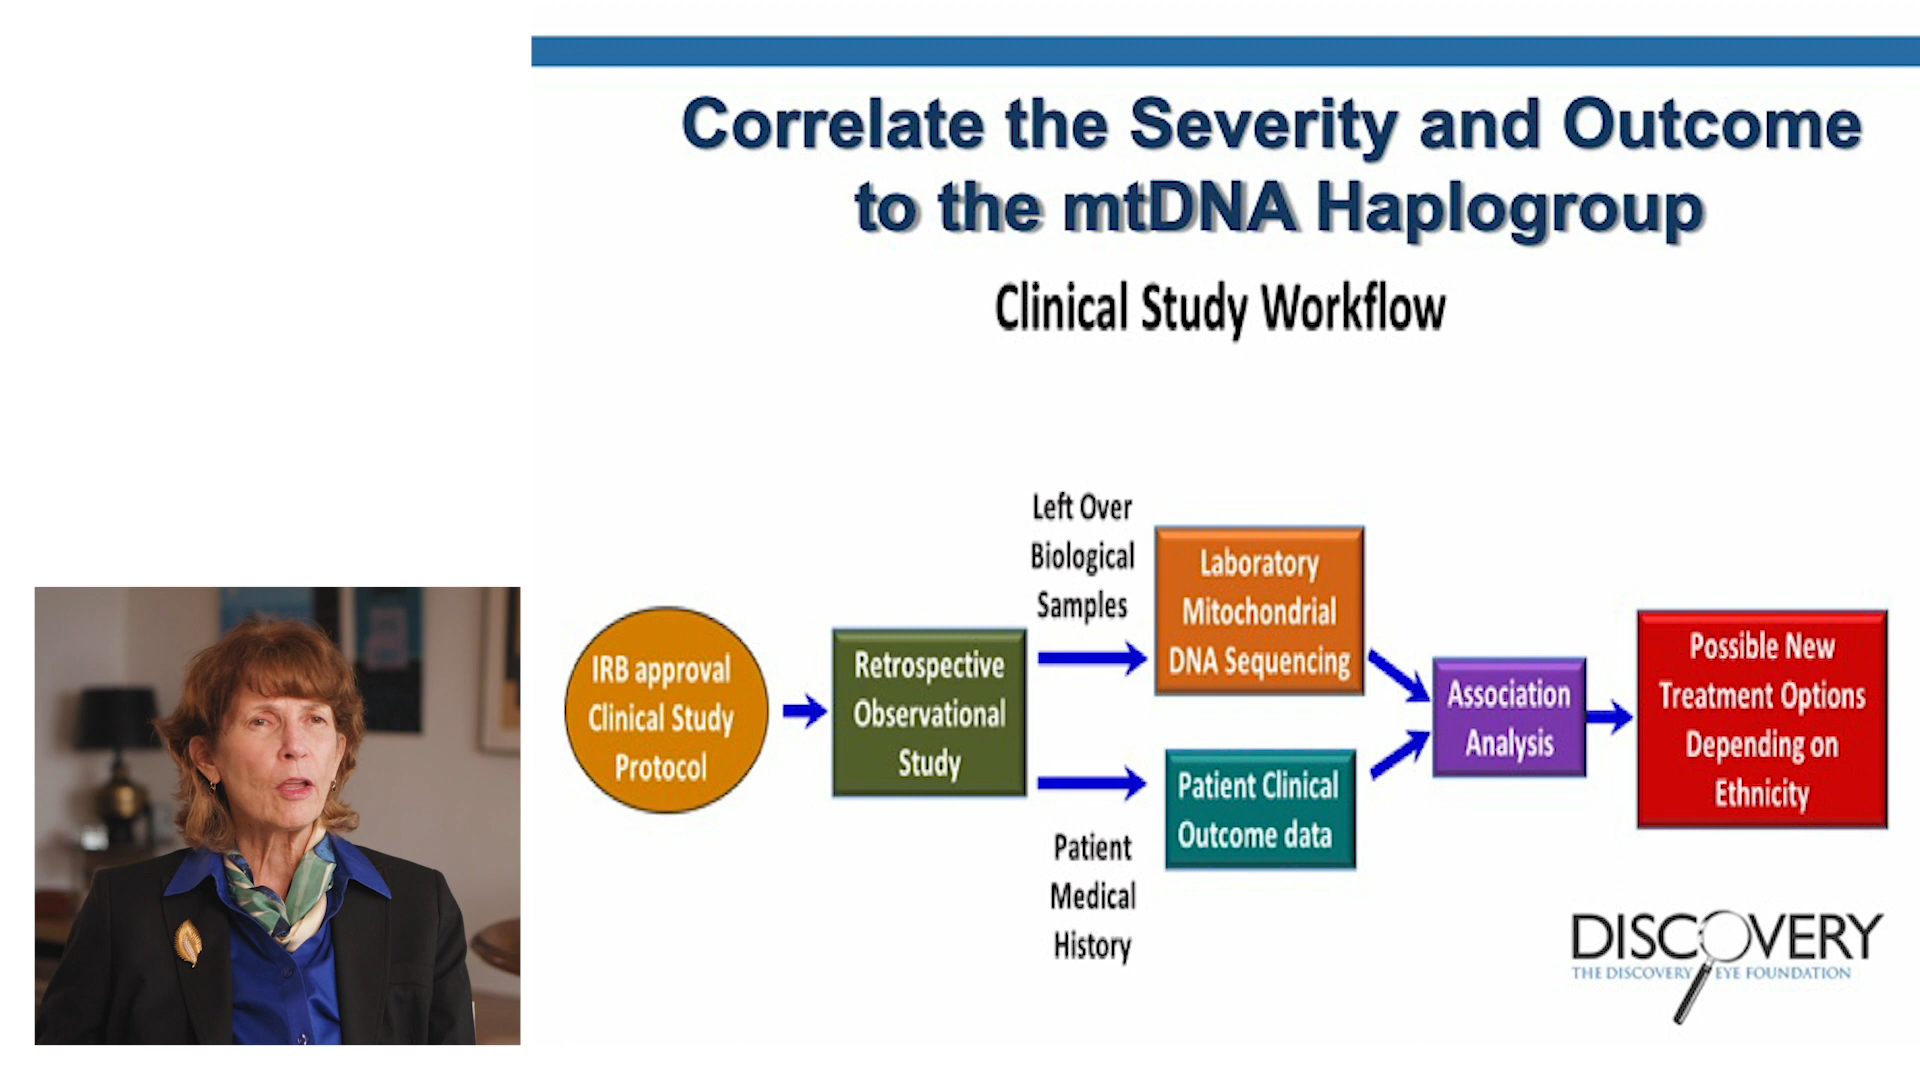 Correlate the Severity and Outcome
to the mtDNA Haplogroup
Clinical Study Workflow
IRB approval
Clinical Study
Protocol
Retrospective
Observational
Study
Left Over
Biological
Samples
Patient
Medical
History
Laboratory
Mitochondrial
DNA Sequencing
Patient Clinical
Outcome data
Association
Analysis
Possible New
Treatment Options
Depending on
Ethnicity
DISCOVERY
THE DISCOVERY EYE FOUNDATION